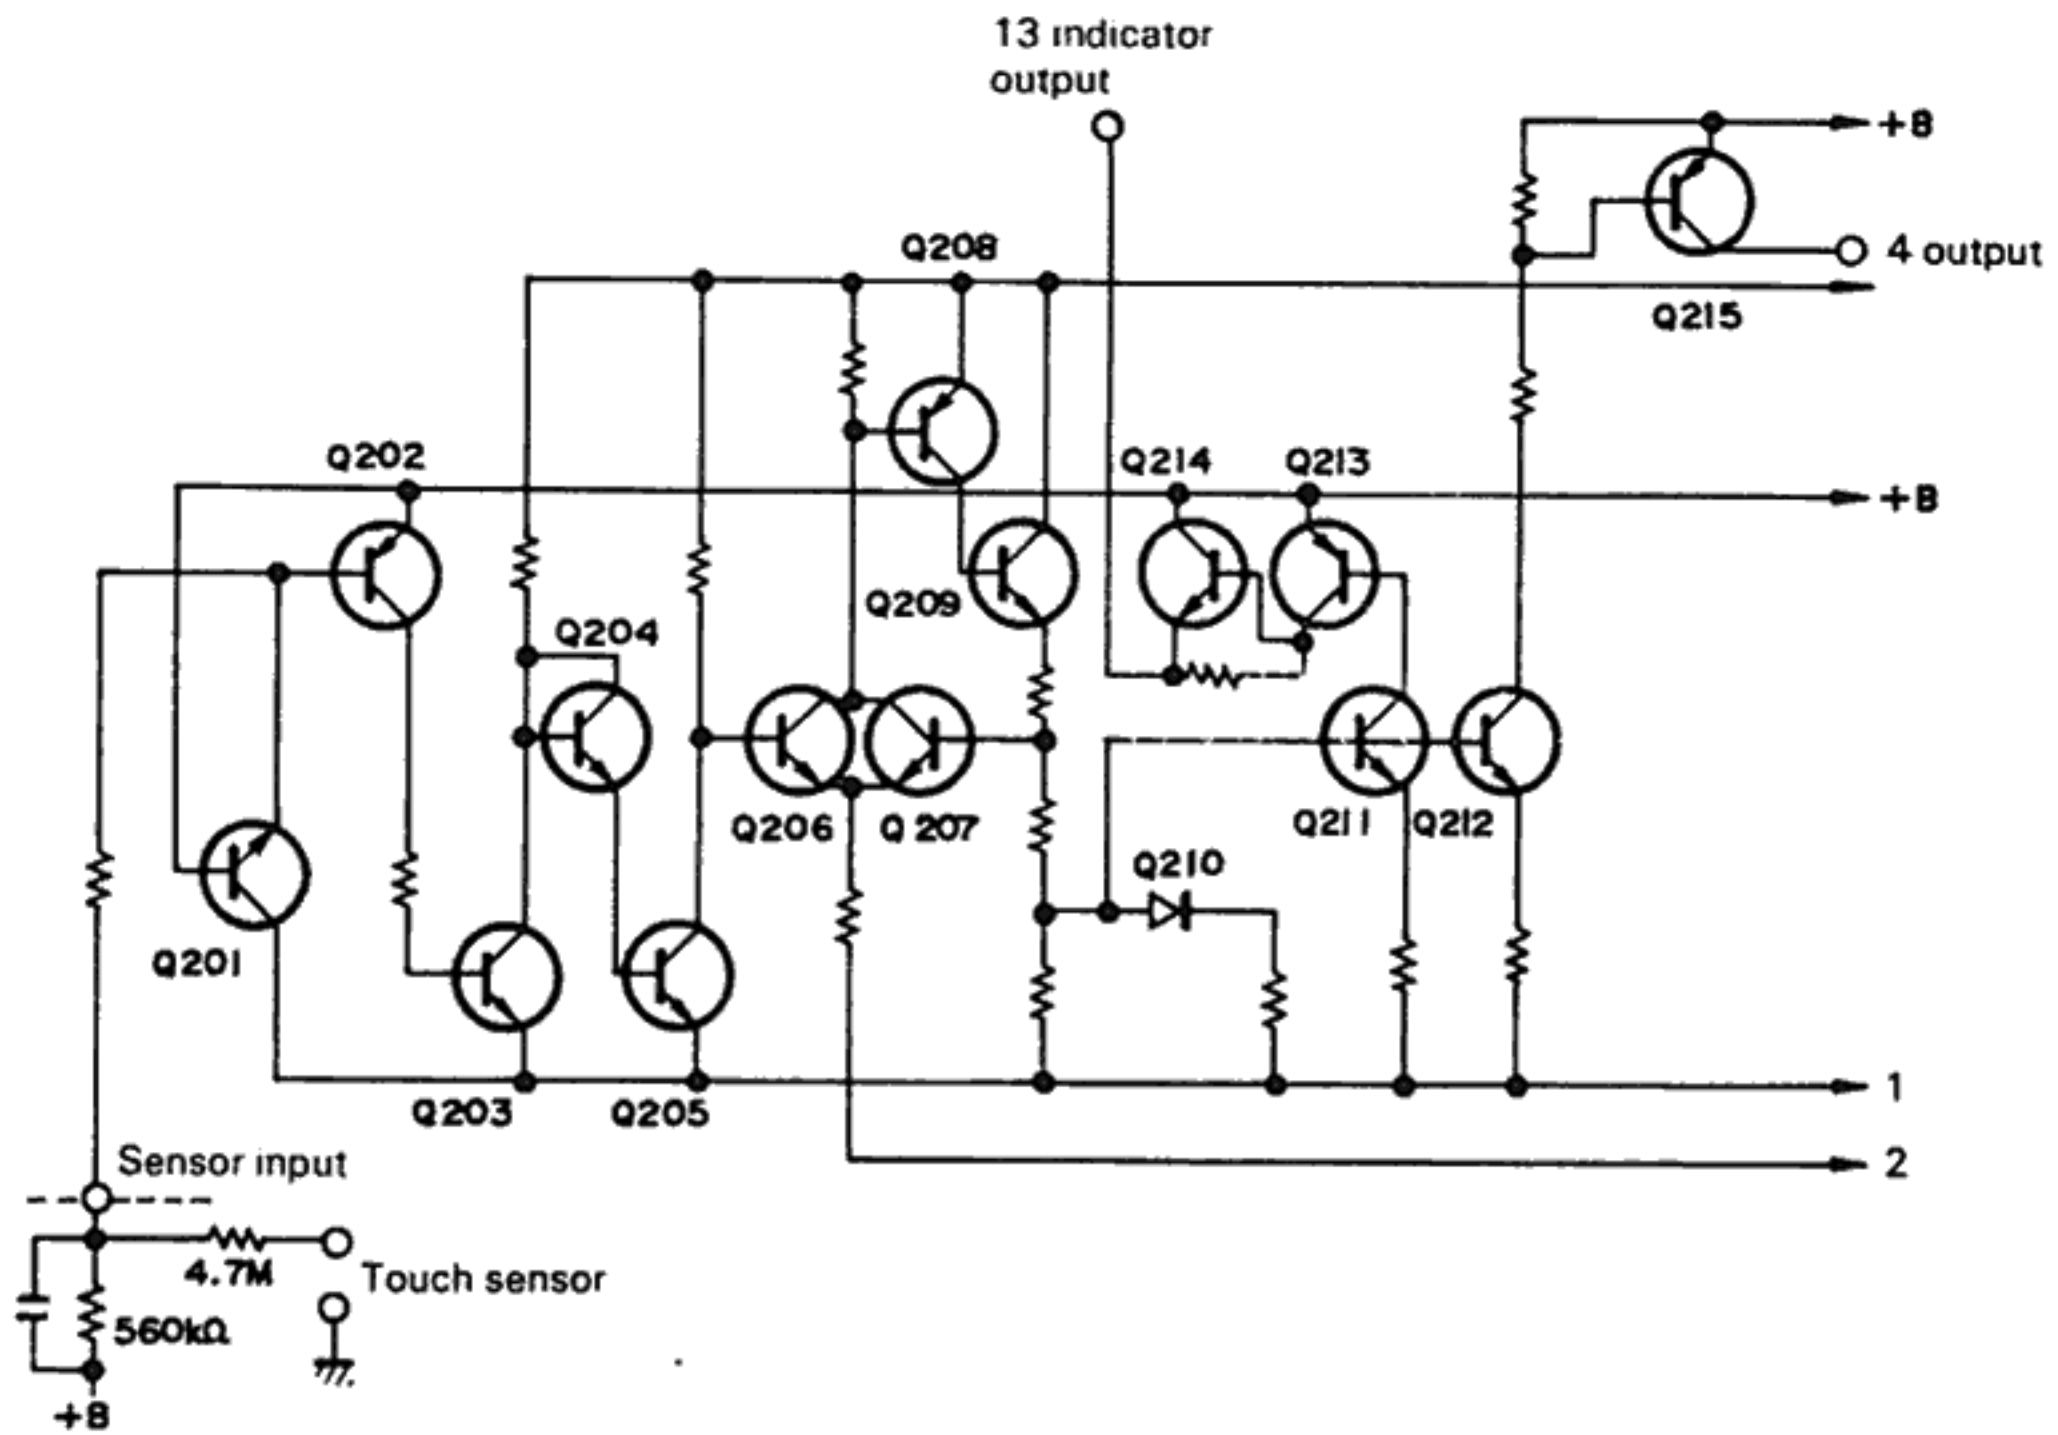 13 indicator
output
+B
4 output
Q208
Q215
Q202
Q214
Q213
+B
Q209
Q204
Q206
Q207
Q211
Q212
Q210
Q201
Q203
Q205
1
Sensor input
2
4.7M
Touch sensor
560kΩ
+B